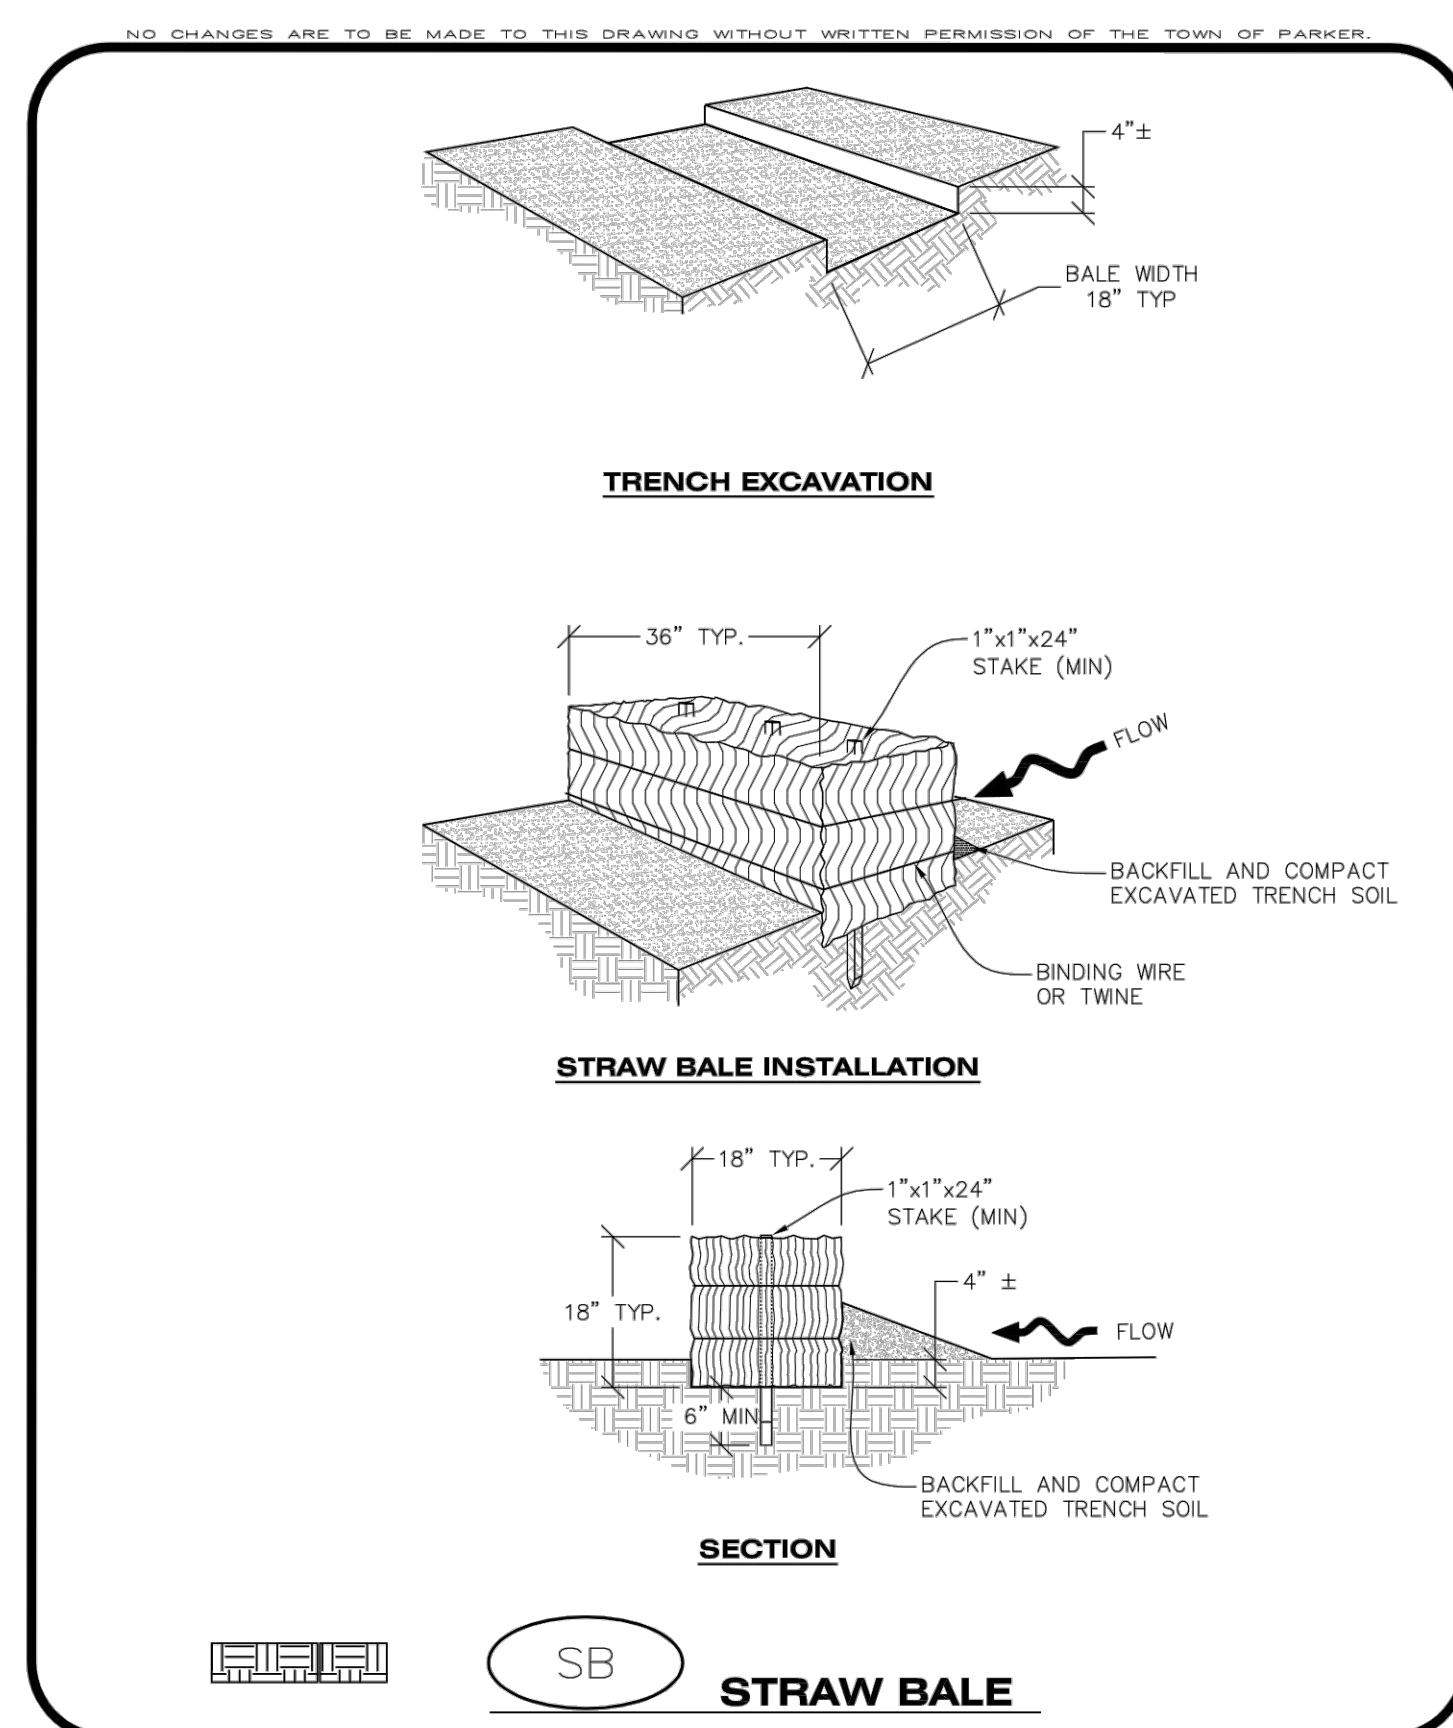 NO CHANGES ARE TO BE MADE TO THIS DRAWING WITHOUT WRITTEN PERMISSION OF THE TOWN OF PARKER.
4"±
BALE WIDTH
18" TYP
TRENCH EXCAVATION
36" TYP.
1"x1"x24"
STAKE (MIN)
FLOW
BACKFILL AND COMPACT
EXCAVATED TRENCH SOIL
BINDING WIRE
OR TWINE
STRAW BALE INSTALLATION
18" TYP.
1"x1"x24"
STAKE (MIN)
4" ±
18" TYP.
FLOW
6" MIN
BACKFILL AND COMPACT
EXCAVATED TRENCH SOIL
SECTION
SB
STRAW BALE